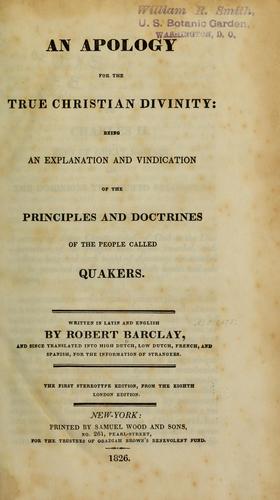 William R. Smith,
U. S. Botanic Garden,
WASHINGTON, D. C.
AN APOLOGY
FOR THE
TRUE CHRISTIAN DIVINITY:
BEING
AN EXPLANATION AND VINDICATION
OF THE
PRINCIPLES AND DOCTRINES
OF THE PEOPLE CALLED
QUAKERS.
WRITTEN IN LATIN AND ENGLISH
BY ROBERT BARCLAY,
AND SINCE TRANSLATED INTO HIGH DUTCH, LOW DUTCH, FRENCH, AND
SPANISH, FOR THE INFORMATION OF STRANGERS.
THE FIRST STEREOTYPE EDITION, FROM THE EIGHTH
LONDON EDITION.
NEW-YORK:
PRINTED BY SAMUEL WOOD AND SONS,
NO. 261, PEARL-STREET,
FOR THE TRUSTEES OF OBADIAH BROWN'S BENEVOLENT FUND.
1826.